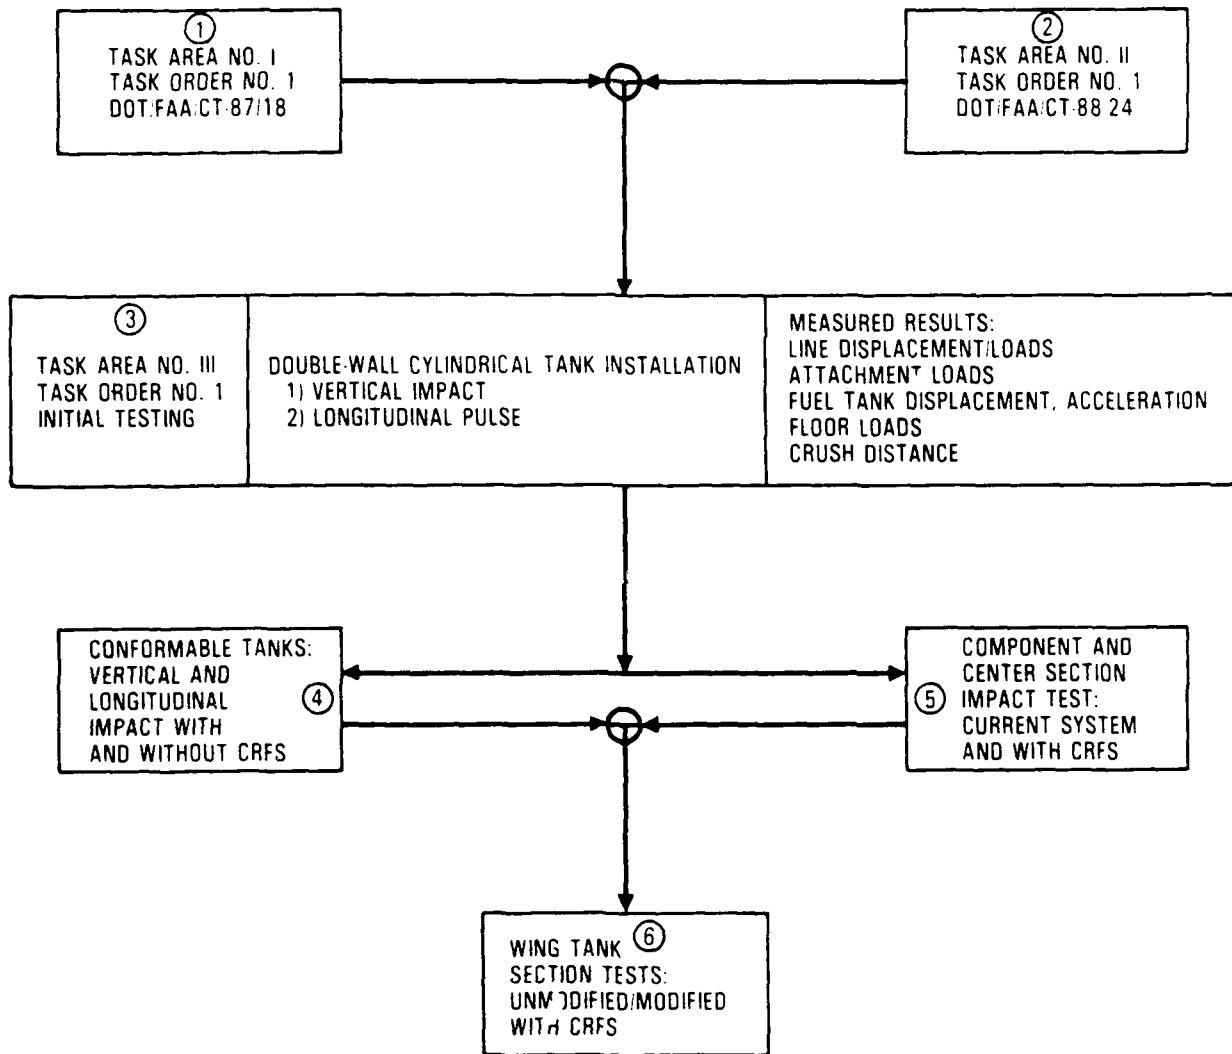 1
TASK AREA NO. I
TASK ORDER NO. 1
DOT/FAA/CT-87/18
2
TASK AREA NO. II
TASK ORDER NO. 1
DOT/FAA/CT-88 24
3
TASK AREA NO. III
TASK ORDER NO. 1
INITIAL TESTING
DOUBLE-WALL CYLINDRICAL TANK INSTALLATION
1) VERTICAL IMPACT
2) LONGITUDINAL PULSE
MEASURED RESULTS:
LINE DISPLACEMENT/LOADS
ATTACHMENT LOADS
FUEL TANK DISPLACEMENT, ACCELERATION
FLOOR LOADS
CRUSH DISTANCE
CONFORMABLE TANKS:
VERTICAL AND
LONGITUDINAL
IMPACT WITH
AND WITHOUT CRFS
4
5
COMPONENT AND
CENTER SECTION
IMPACT TEST:
CURRENT SYSTEM
AND WITH CRFS
6
WING TANK
SECTION TESTS:
UNMODIFIED/MODIFIED
WITH CRFS